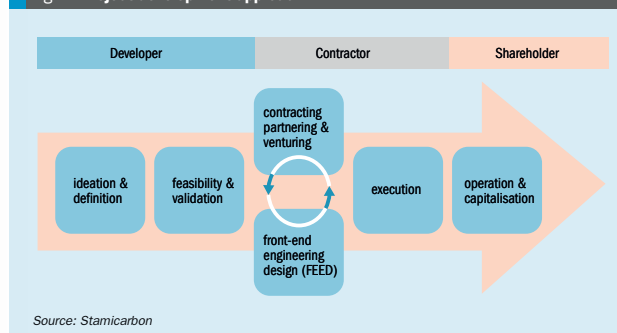 Developer
Contractor
Shareholder
contracting
partnering &
venturing
ideation &
definition
feasibility &
validation
execution
operation &
capitalisation
front-end
engineering
design (FEED)
Source: Stamicarbon